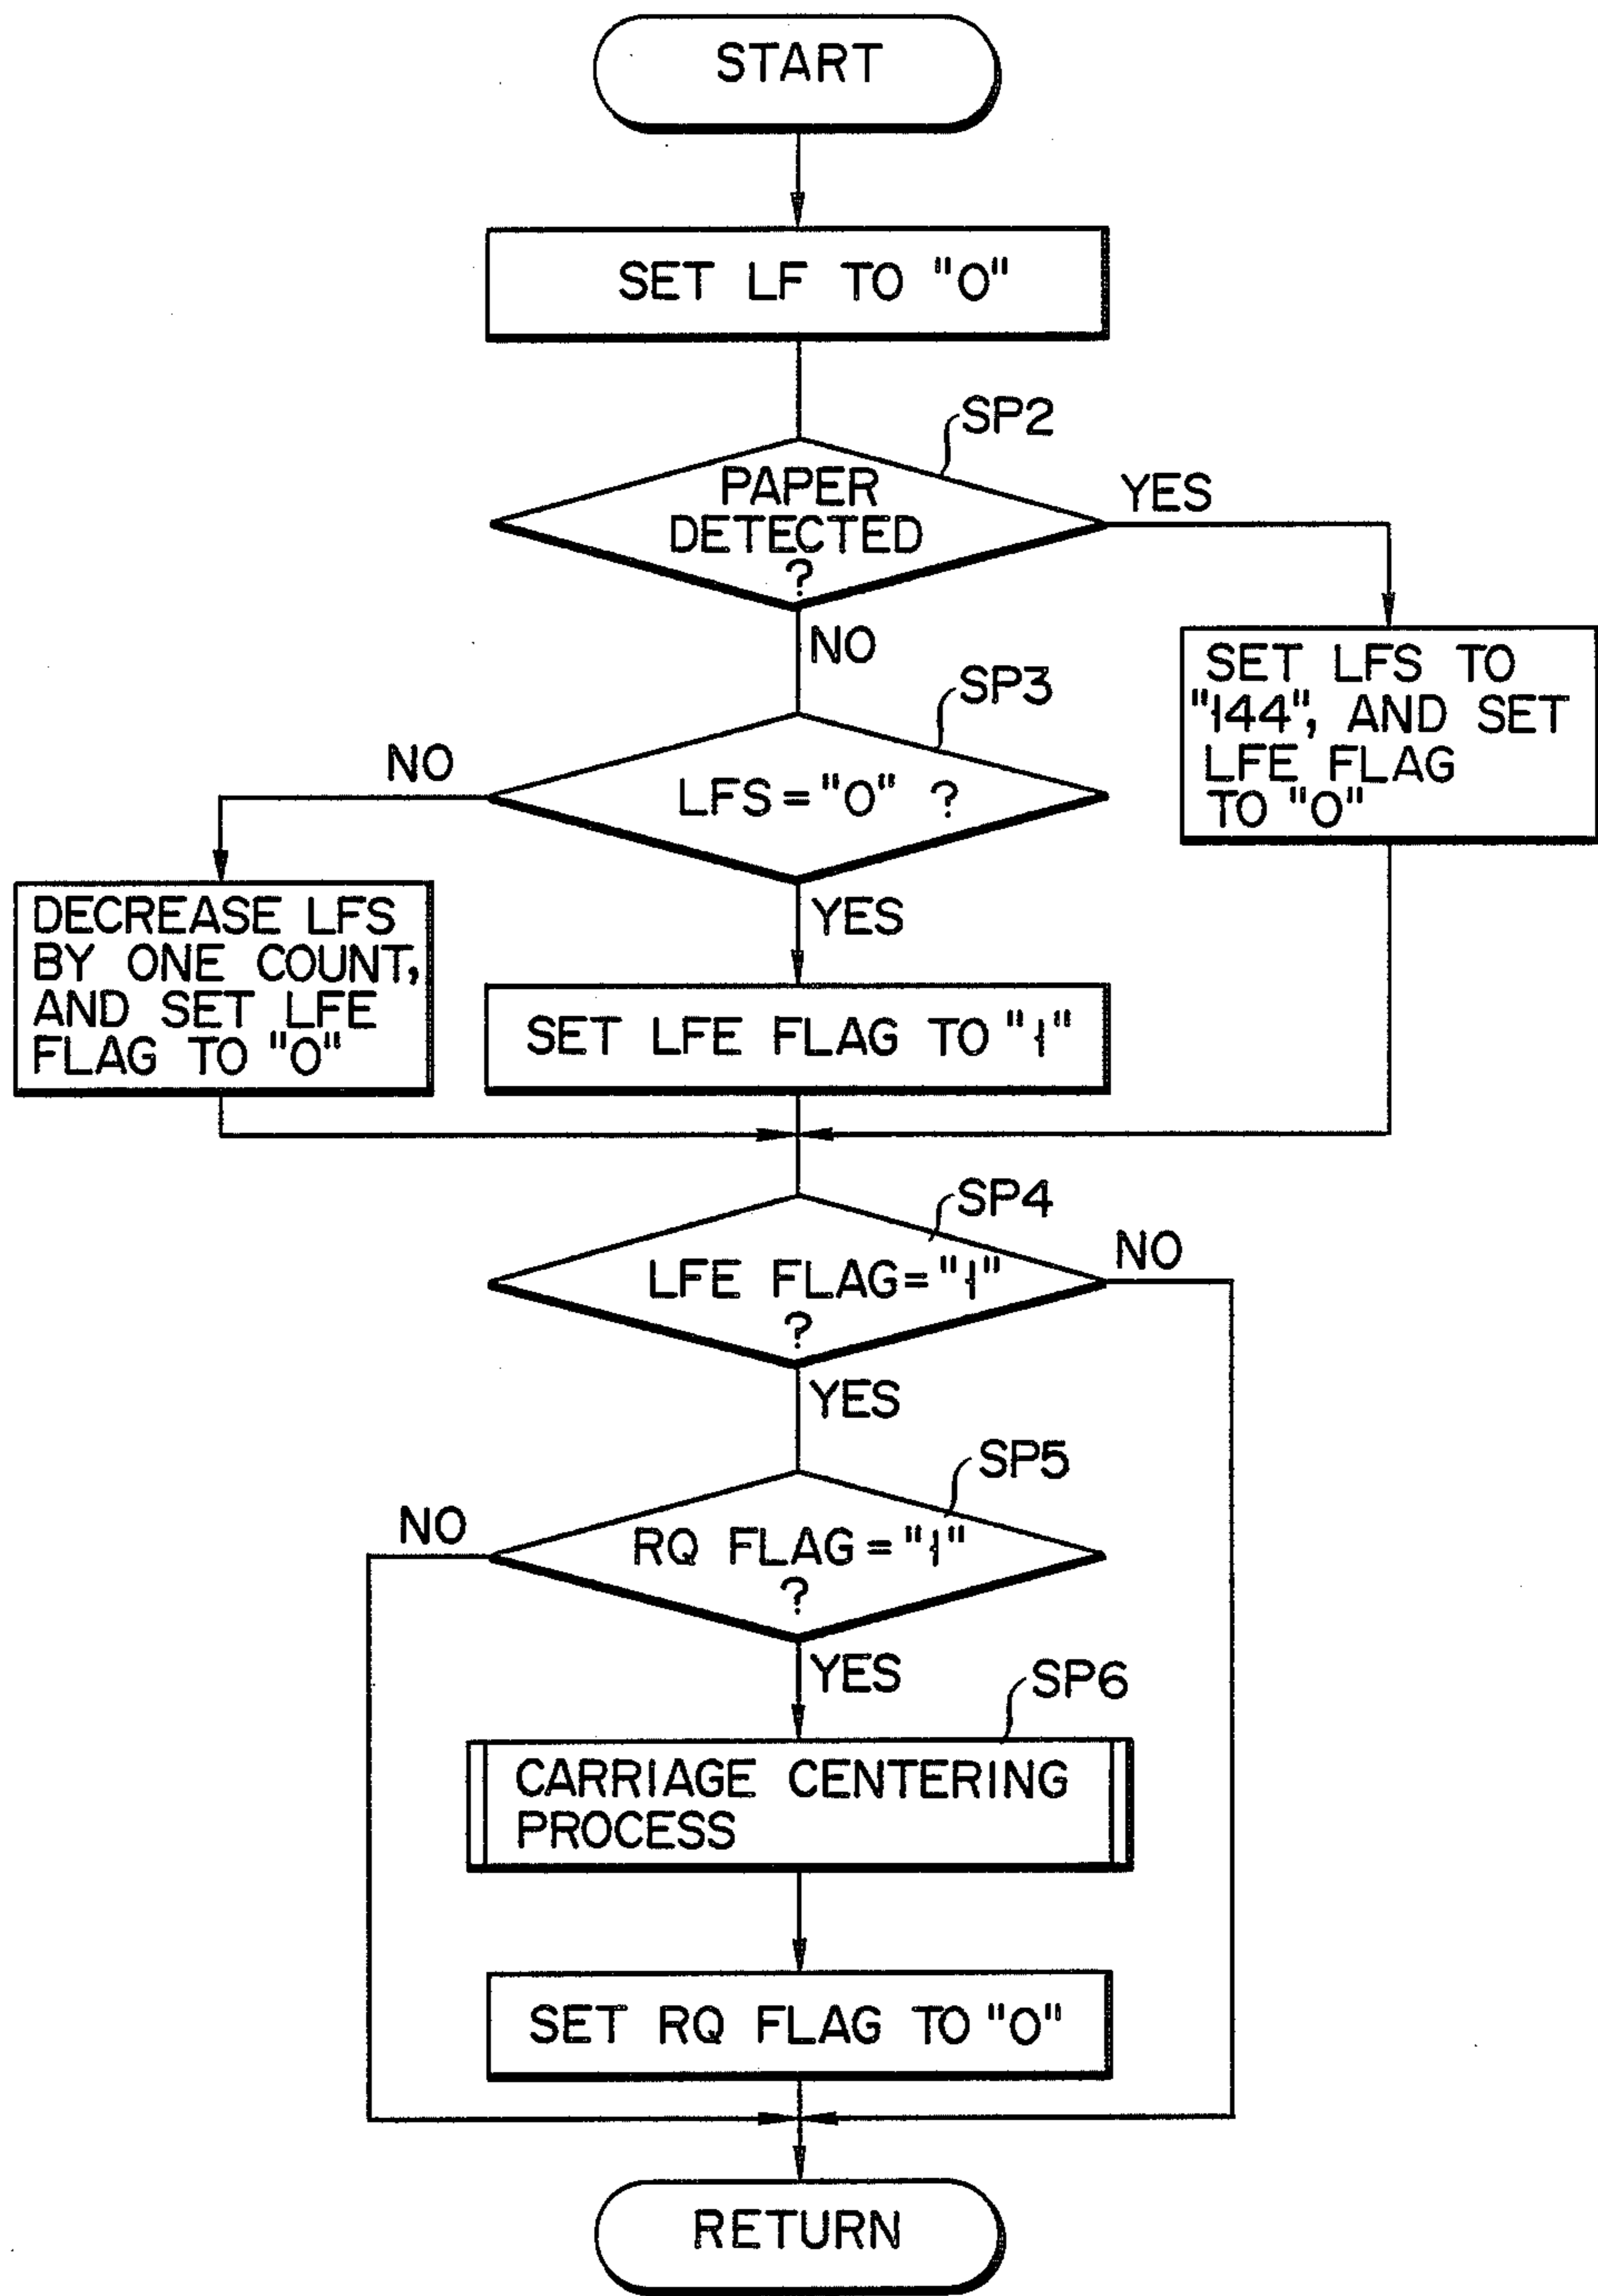 START
SET LF TO "0"
SP2
PAPER
DETECTED
?
YES
NO
SET LFS TO
"144", AND SET
LFE FLAG
TO "0"
SP3
LFS = "0" ?
NO
YES
DECREASE LFS
BY ONE COUNT,
AND SET LFE
FLAG TO "0"
SET LFE FLAG TO "1"
SP4
LFE FLAG = "1"
?
NO
YES
SP5
RQ FLAG = "1"
?
NO
YES
SP6
CARRIAGE CENTERING
PROCESS
SET RQ FLAG TO "0"
RETURN